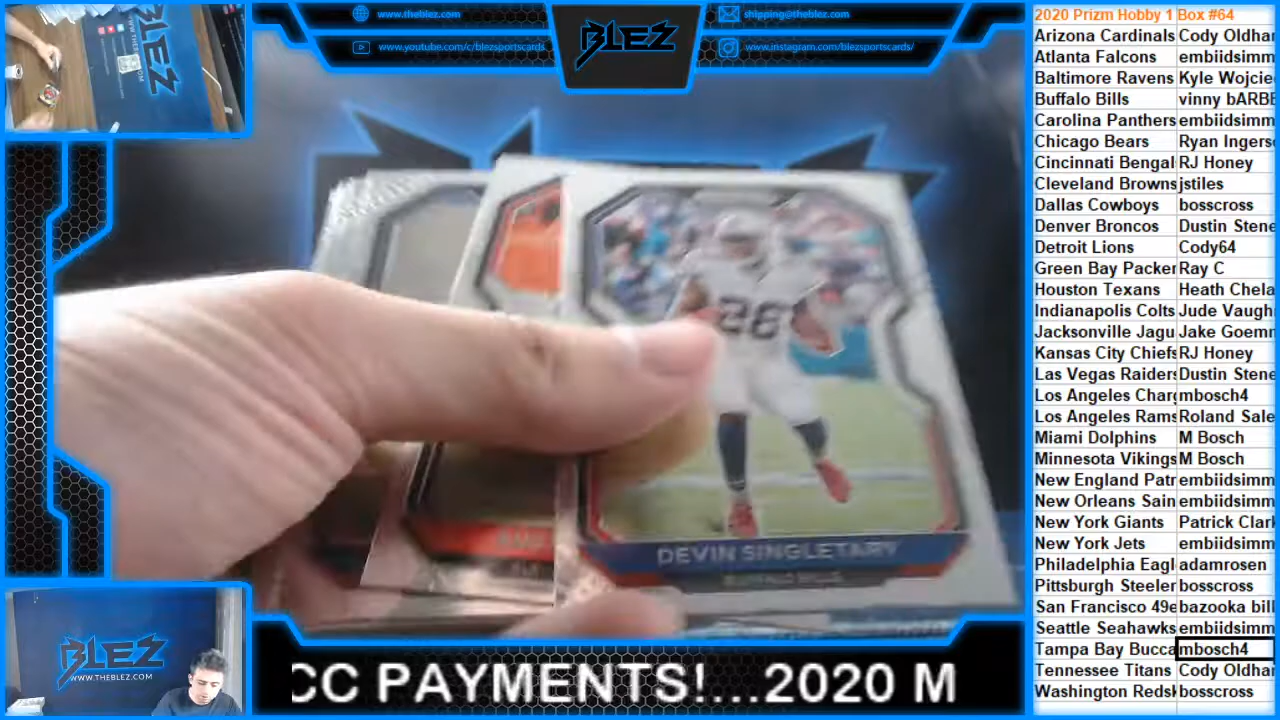 www.theblez.com
www.youtube.com/c/blezsportscards
BLEZ
shipping@theblez.com
www.instagram.com/blezsportscards/
BLEZ
26
DEVIN SINGLETARY
BUFFALO BILLS
BLEZ
WWW.THEBLEZ.COM
CC PAYMENTS!...2020 M
2020 Prizm Hobby 1 Box #64
Arizona Cardinals Cody Oldhar
Atlanta Falcons embiidsimm
Baltimore Ravens Kyle Wojcie
Buffalo Bills vinny bARBE
Carolina Panthers embiidsimm
Chicago Bears Ryan Ingers
Cincinnati Bengal RJ Honey
Cleveland Browns jstiles
Dallas Cowboys bosscross
Denver Broncos Dustin Stene
Detroit Lions Cody64
Green Bay Packer Ray C
Houston Texans Heath Chela
Indianapolis Colts Jude Vaugh
Jacksonville Jagu Jake Goemn
Kansas City Chiefs RJ Honey
Las Vegas Raiders Dustin Stene
Los Angeles Charg mbosch4
Los Angeles Rams Roland Sale
Miami Dolphins M Bosch
Minnesota Vikings M Bosch
New England Patr embiidsimm
New Orleans Sain embiidsimm
New York Giants Patrick Clark
New York Jets embiidsimm
Philadelphia Eagl adamrosen
Pittsburgh Steeler bosscross
San Francisco 49e bazooka bill
Seattle Seahawks embiidsimm
Tampa Bay Bucca mbosch4
Tennessee Titans Cody Oldhar
Washington Redsk bosscross